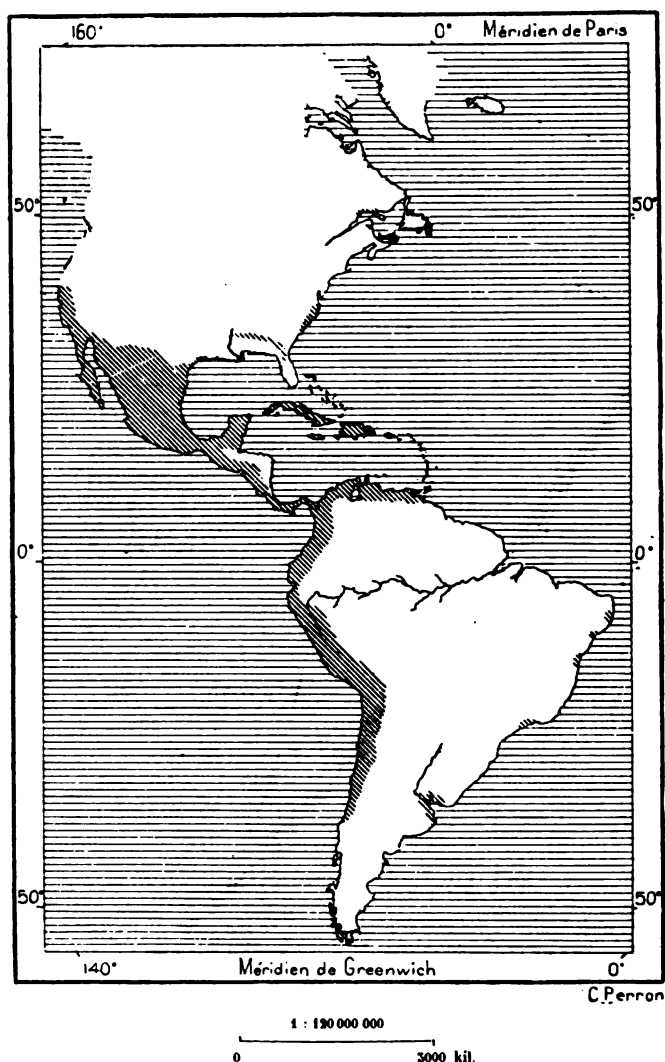 160° 0° Méridien de Paris
50° 50°
0° 0°
50° 50°
140° Méridien de Greenwich 0°
C. Perron
1 : 120 000 000
0 3000 kil.